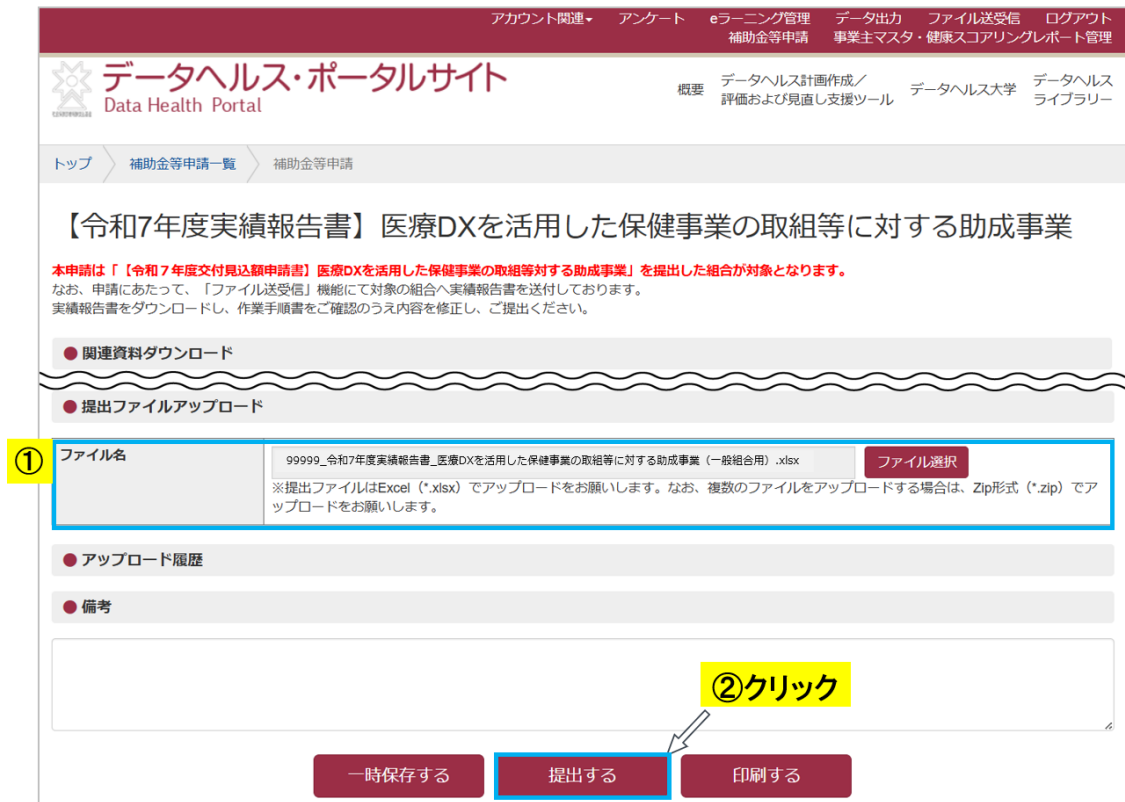 アカウント関連▾ アンケート eラーニング管理 データ出力 ファイル送受信 ログアウト
補助金等申請 事業主マスタ・健康スコアリングレポート管理
データヘルス・ポータルサイト
Data Health Portal
概要
データヘルス計画作成／
評価および見直し支援ツール
データヘルス大学
データヘルス
ライブラリー
トップ 補助金等申請一覧 補助金等申請
【令和7年度実績報告書】医療DXを活用した保健事業の取組等に対する助成事業
本申請は「【令和７年度交付見込額申請書】医療DXを活用した保健事業の取組等対する助成事業」を提出した組合が対象となります。
なお、申請にあたって、「ファイル送受信」機能にて対象の組合へ実績報告書を送付しております。
実績報告書をダウンロードし、作業手順書をご確認のうえ内容を修正し、ご提出ください。
●関連資料ダウンロード
●提出ファイルアップロード
①
ファイル名
99999_令和7年度実績報告書_医療DXを活用した保健事業の取組等に対する助成事業（一般組合用）.xlsx
ファイル選択
※提出ファイルはExcel（*.xlsx）でアップロードをお願いします。なお、複数のファイルをアップロードする場合は、Zip形式（*.zip）でア
ップロードをお願いします。
●アップロード履歴
●備考
②クリック
一時保存する 提出する 印刷する